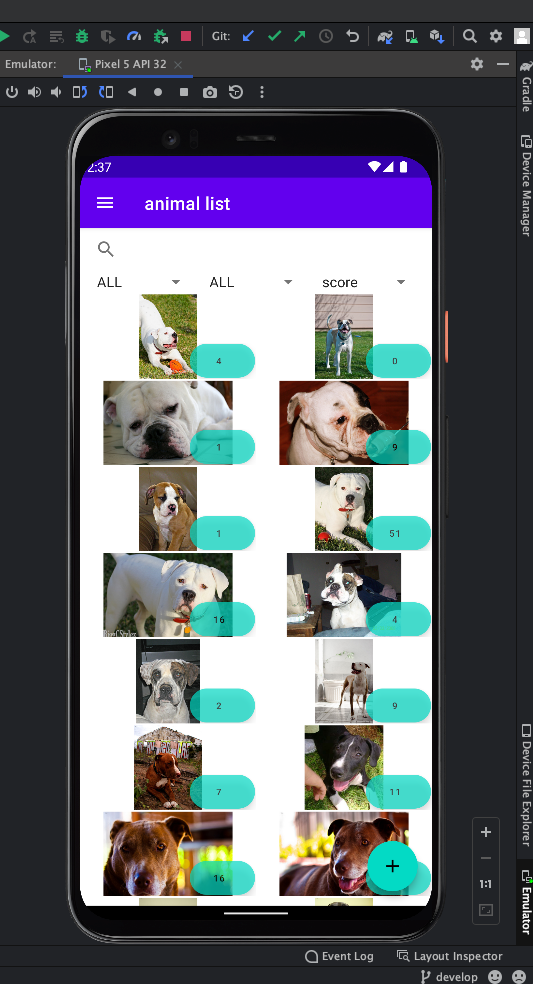 Git:
Emulator:
Pixel 5 API 32
Gradle
Device Manager
2:37
animal list
ALL
ALL
score
4
0
1
9
1
51
16
4
2
9
7
11
16
+
1:1
Device File Explorer
Emulator
Event Log
Layout Inspector
develop